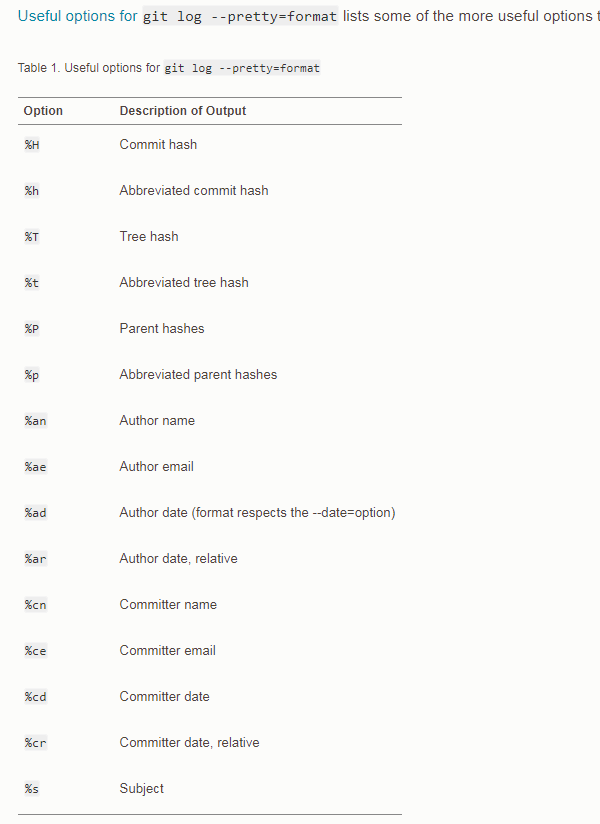 Useful options for git log --pretty=format lists some of the more useful options
Table 1. Useful options for git log --pretty=format
Option Description of Output
%H Commit hash
%h Abbreviated commit hash
%T Tree hash
%t Abbreviated tree hash
%P Parent hashes
%p Abbreviated parent hashes
%an Author name
%ae Author email
%ad Author date (format respects the --date=option)
%ar Author date, relative
%cn Committer name
%ce Committer email
%cd Committer date
%cr Committer date, relative
%s Subject